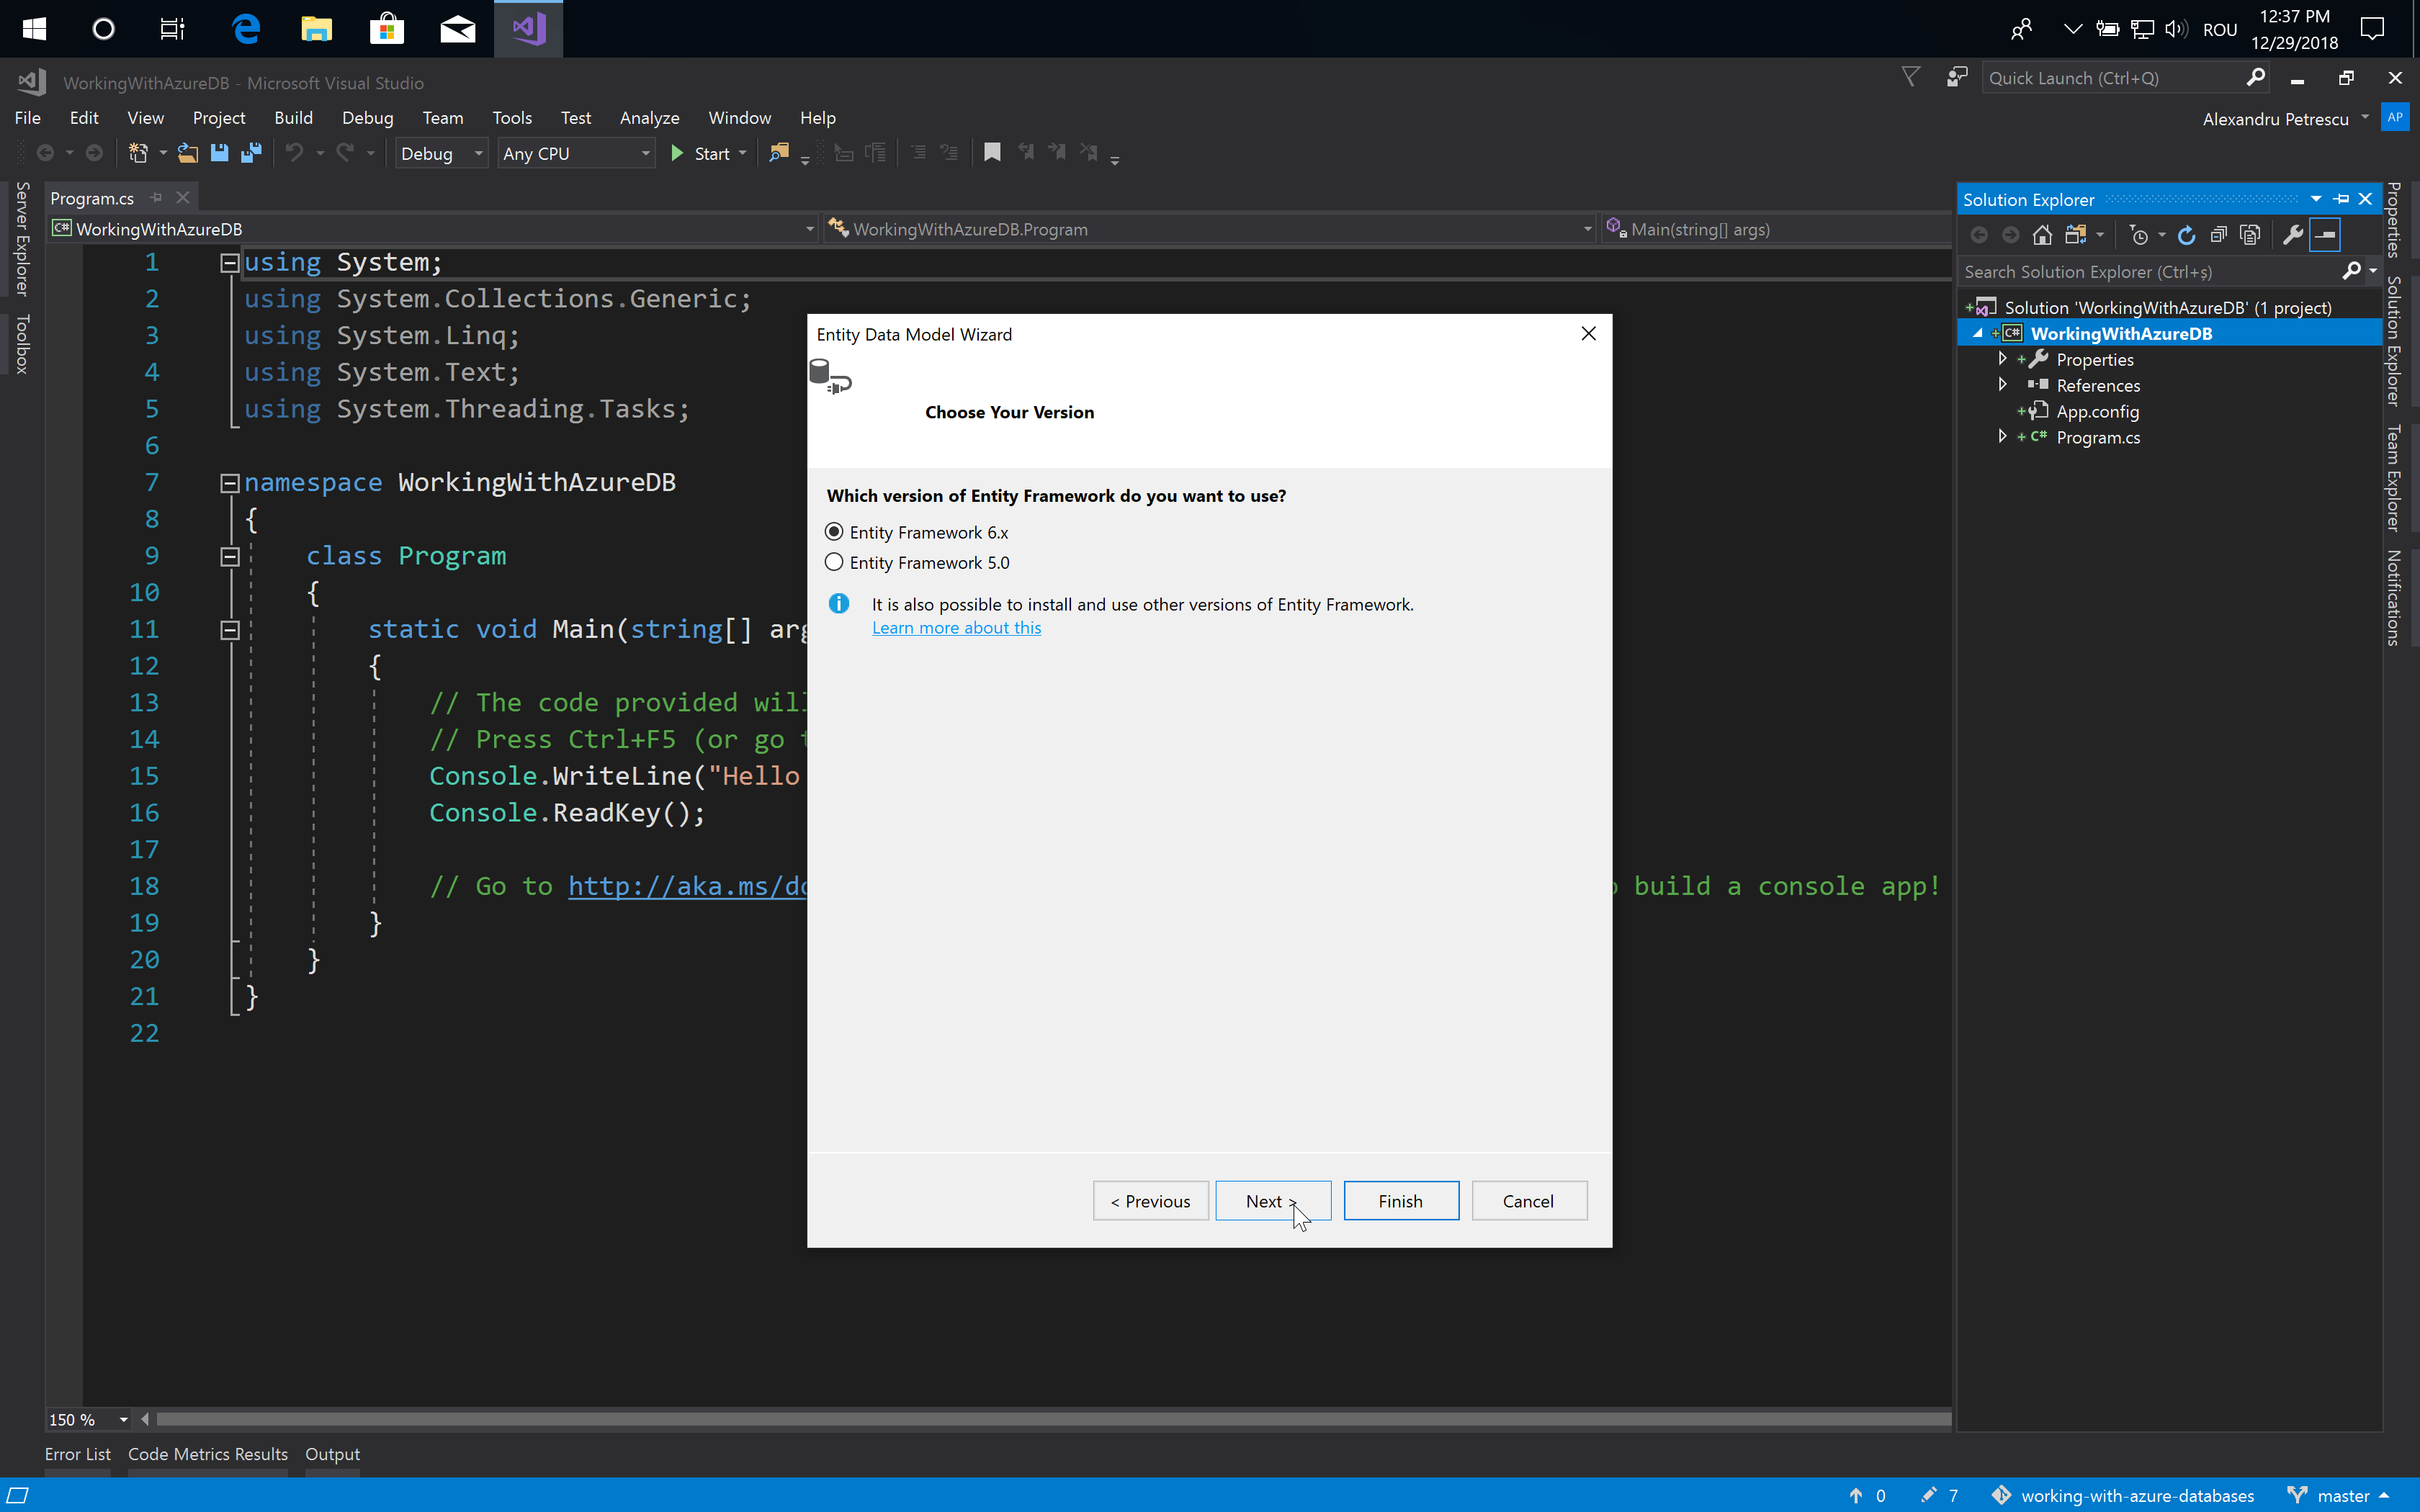 12:37 PM
ROU
12/29/2018
WorkingWithAzureDB - Microsoft Visual Studio
Quick Launch (Ctrl+Q)
File Edit View Project Build Debug Team Tools Test Analyze Window Help
Alexandru Petrescu AP
Debug Any CPU Start
Server Explorer
Toolbox
Program.cs
WorkingWithAzureDB WorkingWithAzureDB.Program Main(string[] args)
1 using System;
2 using System.Collections.Generic;
3 using System.Linq;
4 using System.Text;
5 using System.Threading.Tasks;
6
7 namespace WorkingWithAzureDB
8 {
9 class Program
10 {
11 static void Main(string[] arg
12 {
13 // The code provided will
14 // Press Ctrl+F5 (or go t
15 Console.WriteLine("Hello
16 Console.ReadKey();
17
18 // Go to http://aka.ms/do build a console app!
19 }
20 }
21 }
22
Entity Data Model Wizard
Choose Your Version
Which version of Entity Framework do you want to use?
Entity Framework 6.x
Entity Framework 5.0
It is also possible to install and use other versions of Entity Framework.
Learn more about this
< Previous Next > Finish Cancel
Solution Explorer
Search Solution Explorer (Ctrl+ș)
Solution 'WorkingWithAzureDB' (1 project)
C# WorkingWithAzureDB
Properties
References
App.config
C# Program.cs
Properties
Solution Explorer
Team Explorer
Notifications
150 %
Error List Code Metrics Results Output
0 7 working-with-azure-databases master